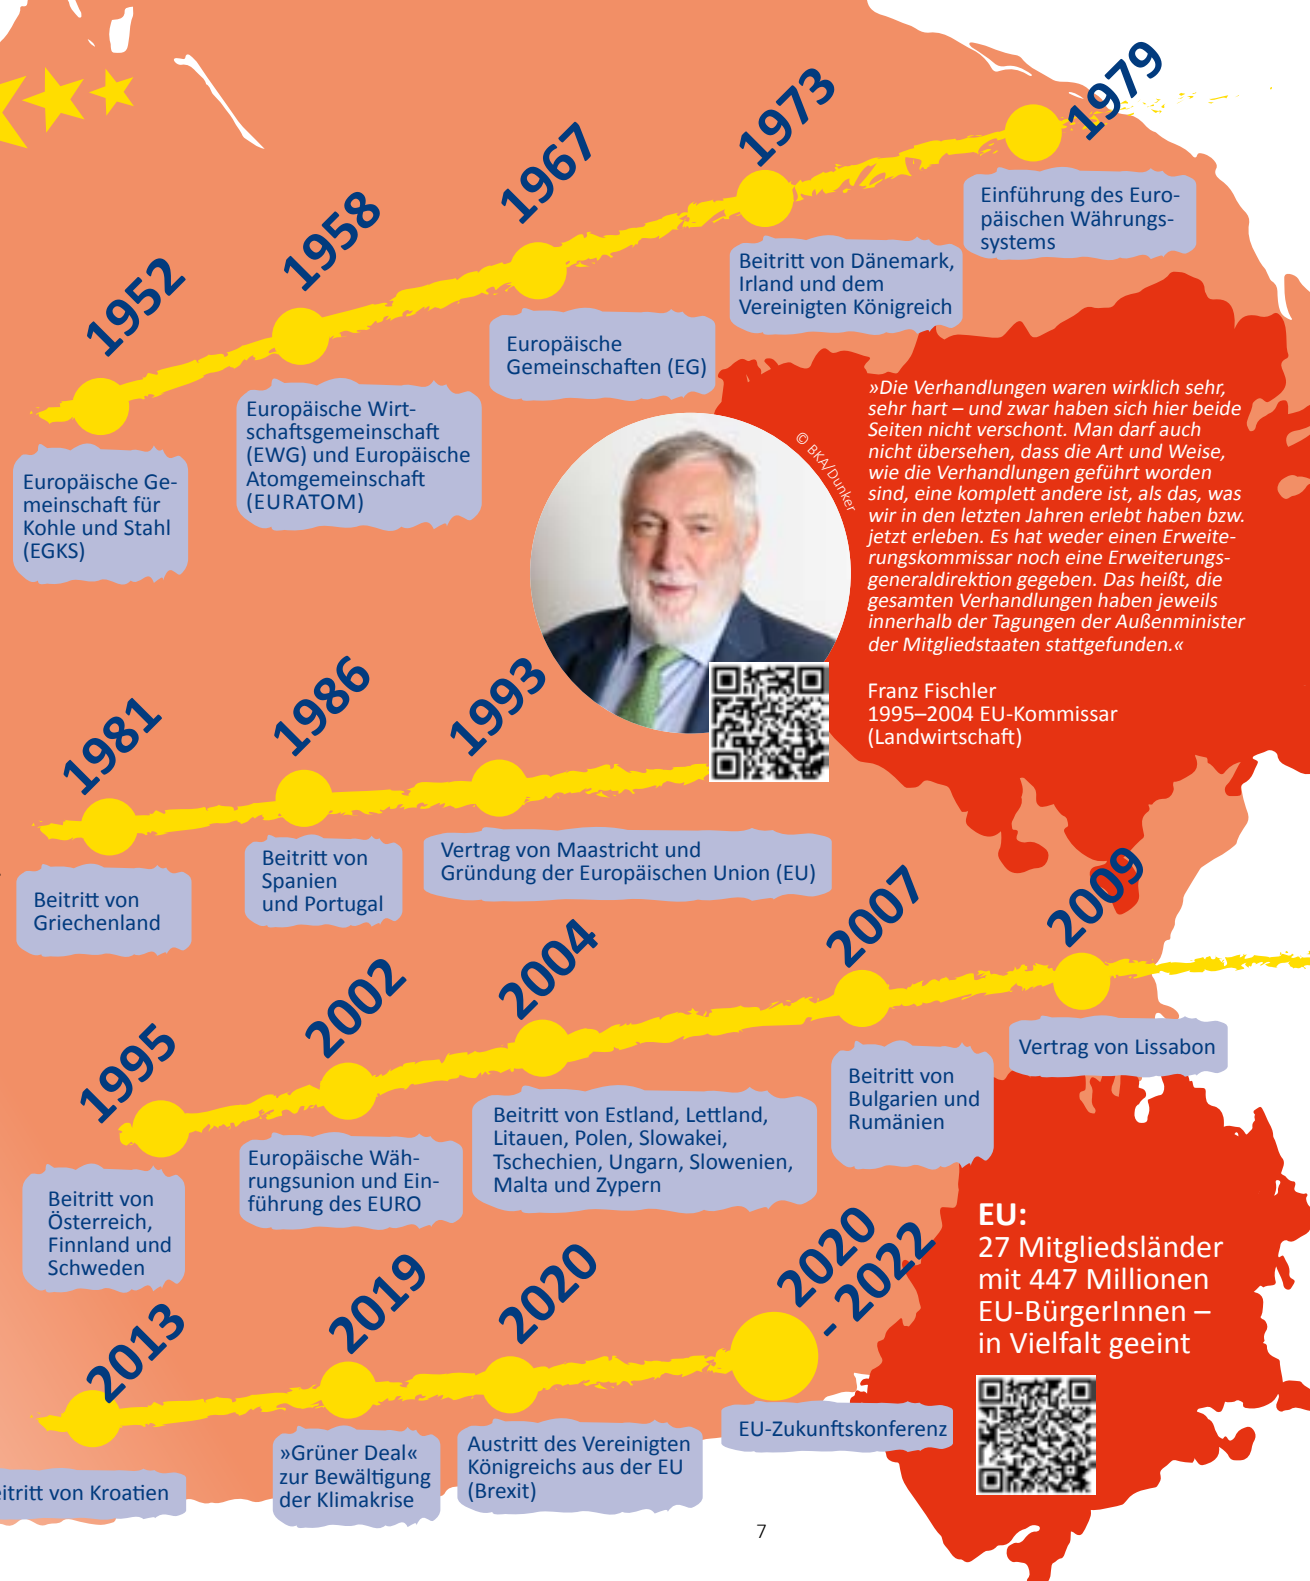 1952
Europäische Ge-
meinschaft für
Kohle und Stahl
(EGKS)
1958
Europäische Wirt-
schaftsgemeinschaft
(EWG) und Europäische
Atomgemeinschaft
(EURATOM)
1967
Europäische
Gemeinschaften (EG)
1973
Beitritt von Dänemark,
Irland und dem
Vereinigten Königreich
1979
Einführung des Euro-
päischen Währungs-
systems
© BKA/Dunker
»Die Verhandlungen waren wirklich sehr,
sehr hart – und zwar haben sich hier beide
Seiten nicht verschont. Man darf auch
nicht übersehen, dass die Art und Weise,
wie die Verhandlungen geführt worden
sind, eine komplett andere ist, als das, was
wir in den letzten Jahren erlebt haben bzw.
jetzt erleben. Es hat weder einen Erweite-
rungskommissar noch eine Erweiterungs-
generaldirektion gegeben. Das heißt, die
gesamten Verhandlungen haben jeweils
innerhalb der Tagungen der Außenminister
der Mitgliedstaaten stattgefunden.«
Franz Fischler
1995–2004 EU-Kommissar
(Landwirtschaft)
1981
Beitritt von
Griechenland
1986
Beitritt von
Spanien
und Portugal
1993
Vertrag von Maastricht und
Gründung der Europäischen Union (EU)
1995
Beitritt von
Österreich,
Finnland und
Schweden
2002
Europäische Wäh-
rungsunion und Ein-
führung des EURO
2004
Beitritt von Estland, Lettland,
Litauen, Polen, Slowakei,
Tschechien, Ungarn, Slowenien,
Malta und Zypern
2007
Beitritt von
Bulgarien und
Rumänien
2009
Vertrag von Lissabon
2013
eitritt von Kroatien
2019
»Grüner Deal«
zur Bewältigung
der Klimakrise
2020
Austritt des Vereinigten
Königreichs aus der EU
(Brexit)
2020
- 2022
EU-Zukunftskonferenz
EU:
27 Mitgliedsländer
mit 447 Millionen
EU-BürgerInnen –
in Vielfalt geeint
7